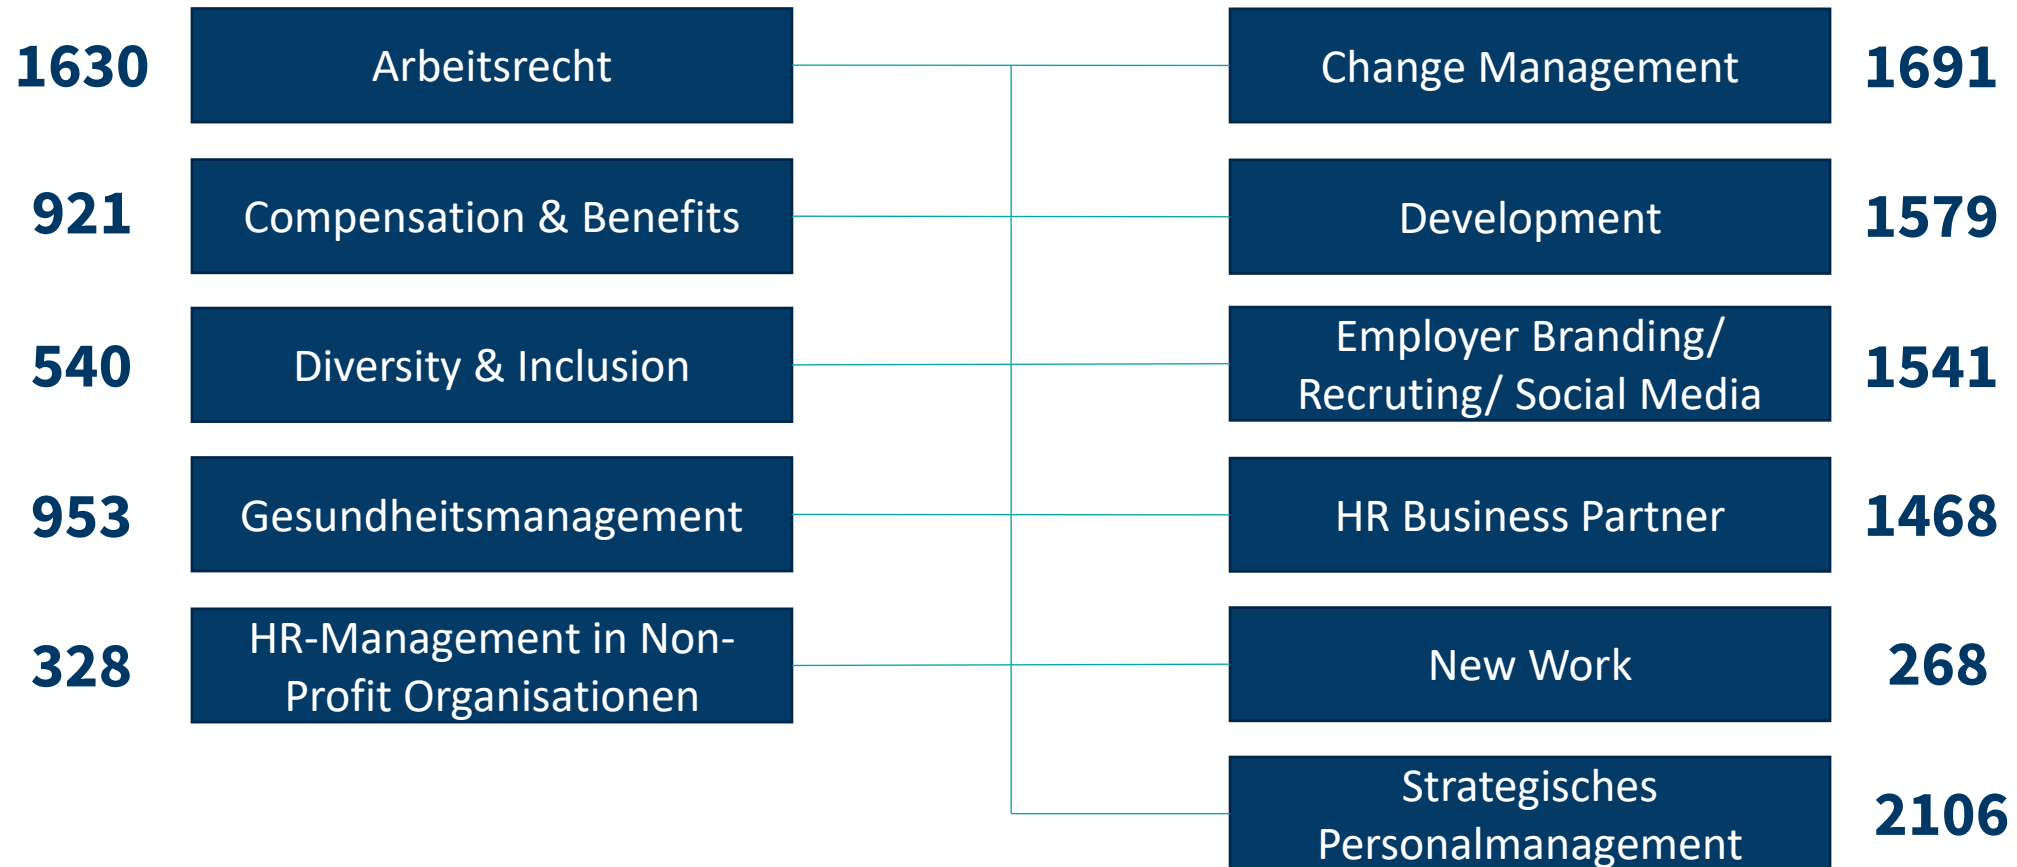 1630
Arbeitsrecht
Change Management
1691
921
Compensation & Benefits
Development
1579
540
Diversity & Inclusion
Employer Branding/
Recruting/ Social Media
1541
953
Gesundheitsmanagement
HR Business Partner
1468
328
HR-Management in Non-
Profit Organisationen
New Work
268
Strategisches
Personalmanagement
2106